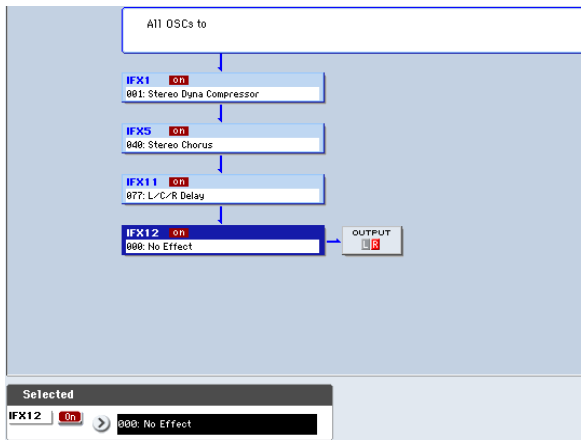 All OSCs to
IFX1 On
001: Stereo Dyna Compressor
IFX5 On
040: Stereo Chorus
IFX11 On
077: L/C/R Delay
IFX12 On
000: No Effect
OUTPUT
L R
Selected
IFX12 On 000: No Effect